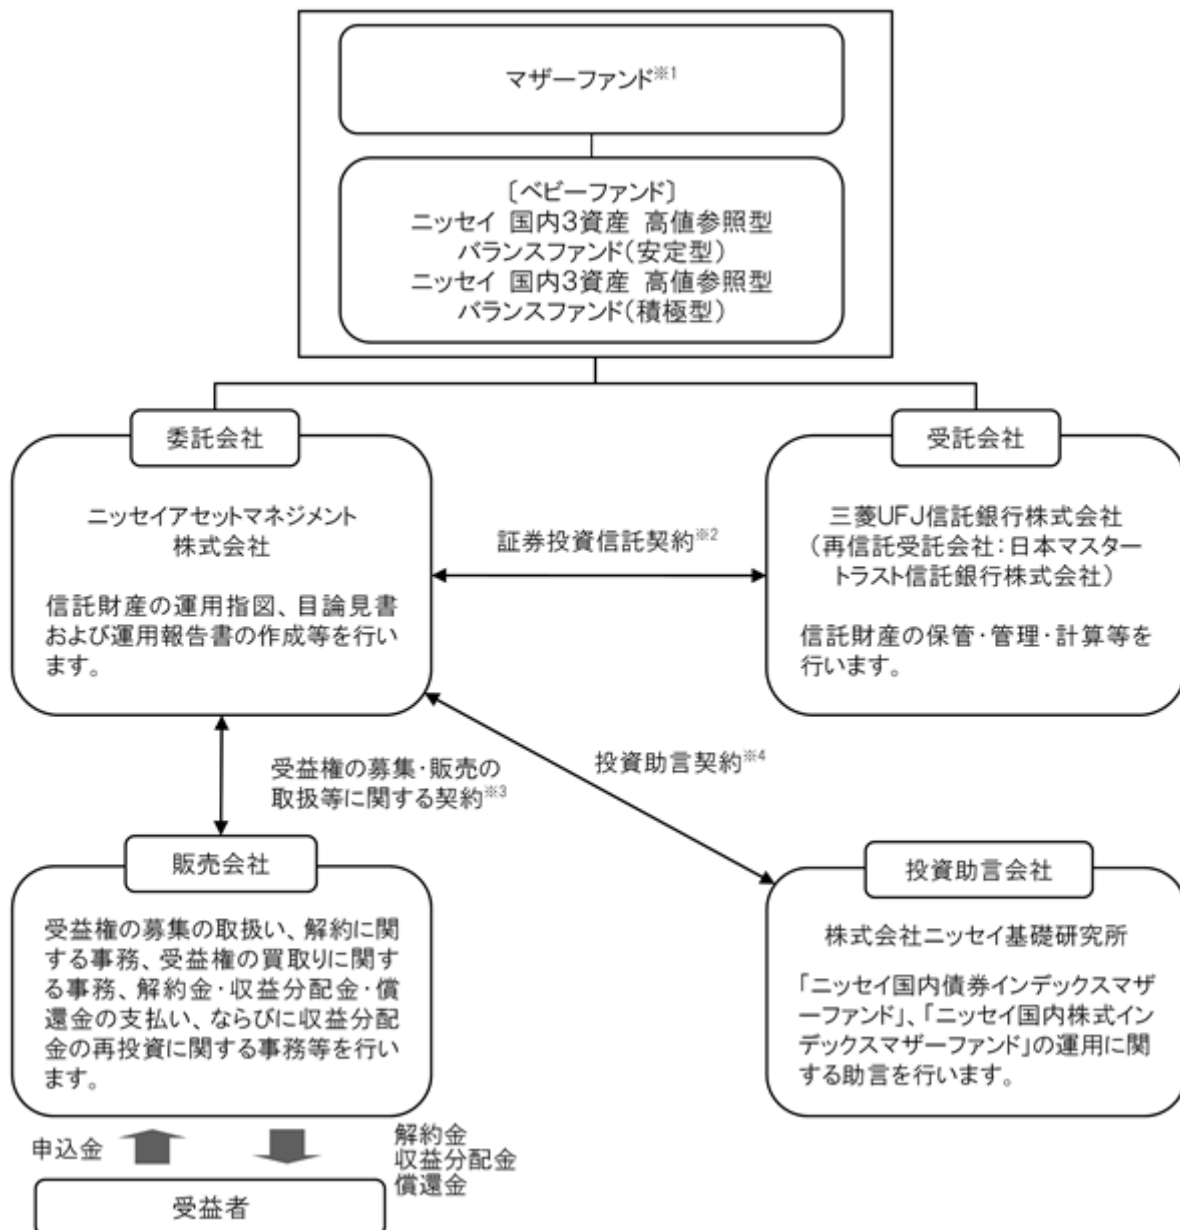 マザーファンド※1
〔ベビーファンド〕
ニッセイ 国内3資産 高値参照型
バランスファンド(安定型)
ニッセイ 国内3資産 高値参照型
バランスファンド(積極型)
委託会社
ニッセイアセットマネジメント
株式会社
信託財産の運用指図、目論見書
および運用報告書の作成等を行い
ます。
証券投資信託契約※2
受託会社
三菱UFJ信託銀行株式会社
(再信託受託会社:日本マスター
トラスト信託銀行株式会社)
信託財産の保管・管理・計算等を
行います。
受益権の募集・販売の
取扱等に関する契約※3
投資助言契約※4
販売会社
受益権の募集の取扱い、解約に関
する事務、受益権の買取りに関す
る事務、解約金・収益分配金・償
還金の支払い、ならびに収益分配
金の再投資に関する事務等を行い
ます。
投資助言会社
株式会社ニッセイ基礎研究所
「ニッセイ国内債券インデックスマザ
ーファンド」、「ニッセイ国内株式イン
デックスマザーファンド」の運用に関
する助言を行います。
申込金
解約金
収益分配金
償還金
受益者